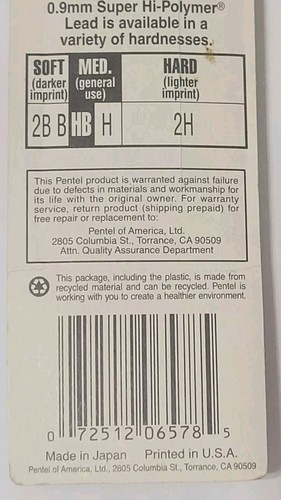 0.9mm Super Hi-Polymer®
Lead is available in a
variety of hardnesses.
SOFT MED. HARD
(darker (general (lighter
imprint) use) imprint)
2B B HB H 2H
This Pentel product is warranted against failure
due to defects in materials and workmanship for
its life with the original owner. For warranty
service, return product (shipping prepaid) for
free repair or replacement to:
Pentel of America, Ltd.
2805 Columbia St., Torrance, CA 90509
Attn. Quality Assurance Department
This package, including the plastic, is made from
recycled material and can be recycled. Pentel is
working with you to create a healthier environment.
0 72512 06578 5
Made in Japan Printed in U.S.A.
Pentel of America, Ltd., 2805 Columbia St., Torrance, CA 90509